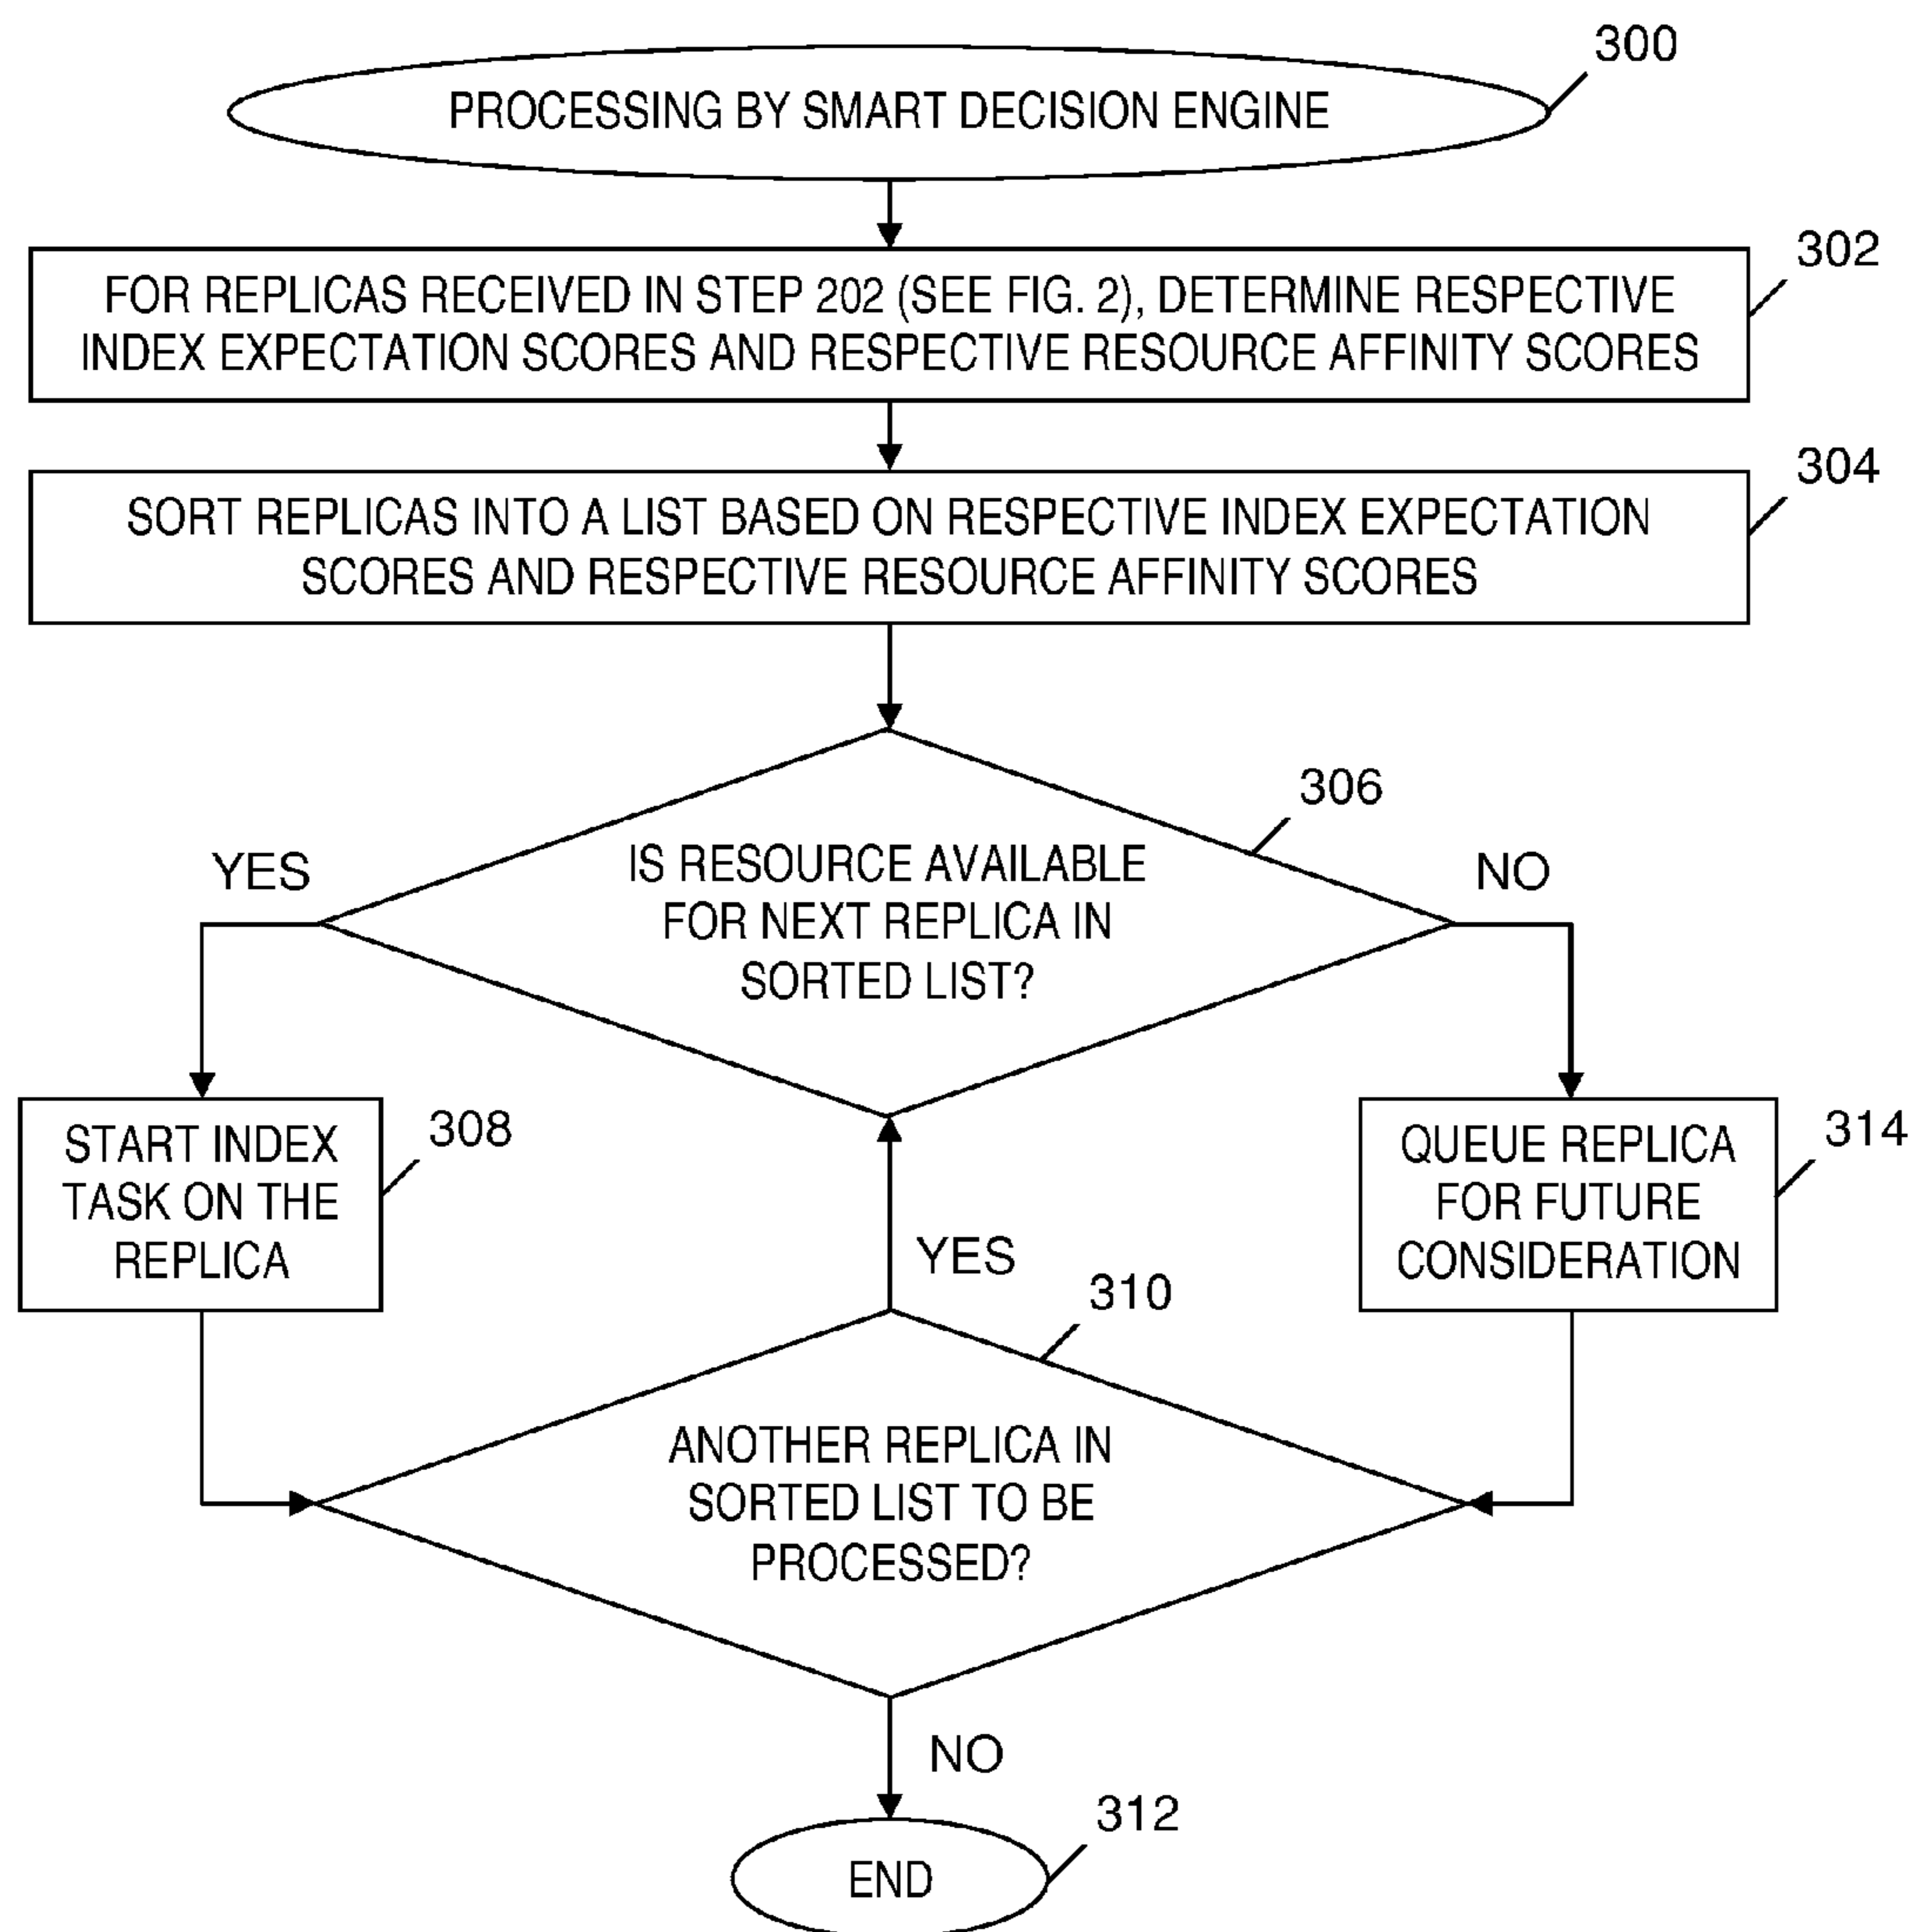 300
PROCESSING BY SMART DECISION ENGINE
302
FOR REPLICAS RECEIVED IN STEP 202 (SEE FIG. 2), DETERMINE RESPECTIVE
INDEX EXPECTATION SCORES AND RESPECTIVE RESOURCE AFFINITY SCORES
304
SORT REPLICAS INTO A LIST BASED ON RESPECTIVE INDEX EXPECTATION
SCORES AND RESPECTIVE RESOURCE AFFINITY SCORES
306
YES
IS RESOURCE AVAILABLE
FOR NEXT REPLICA IN
SORTED LIST?
NO
START INDEX
TASK ON THE
REPLICA
308
QUEUE REPLICA
FOR FUTURE
CONSIDERATION
314
YES
310
ANOTHER REPLICA IN
SORTED LIST TO BE
PROCESSED?
NO
312
END